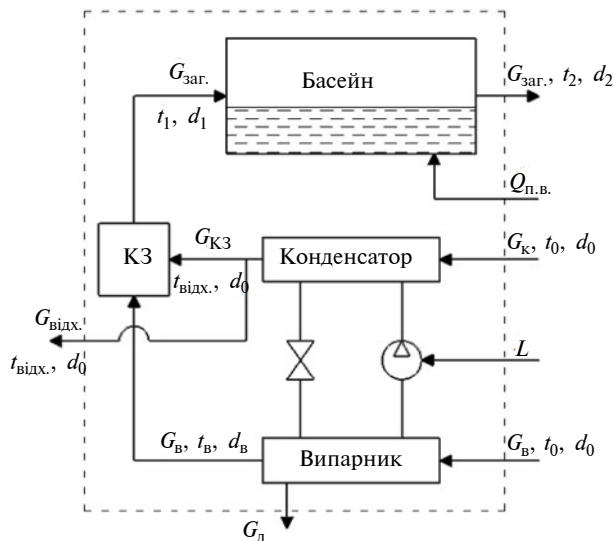 Gзаг.
t1, d1
Басейн
Gзаг., t2, d2
Qп.в.
КЗ
GКЗ
tвідх., d0
Конденсатор
Gк, t0, d0
Gвідх.
tвідх., d0
L
Gв, tв, dв
Випарник
Gв, t0, d0
Gд